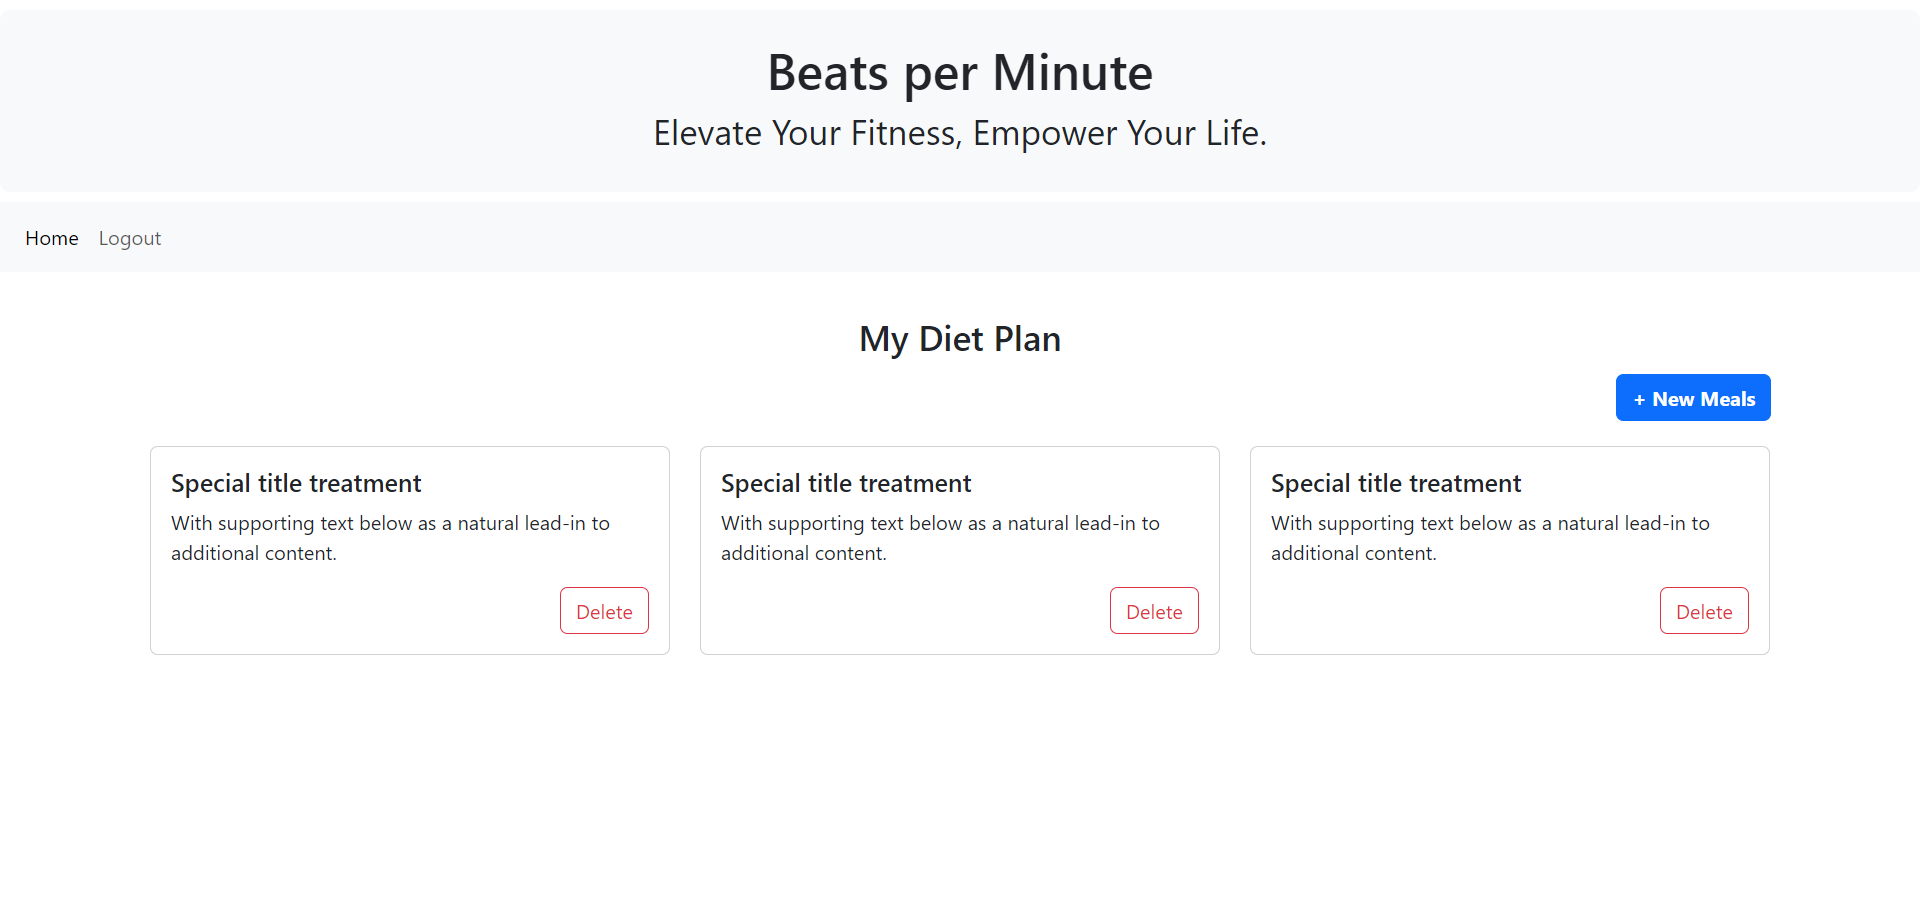 Beats per Minute
Elevate Your Fitness, Empower Your Life.
Home Logout
My Diet Plan
+ New Meals
Special title treatment
With supporting text below as a natural lead-in to
additional content.
Delete
Special title treatment
With supporting text below as a natural lead-in to
additional content.
Delete
Special title treatment
With supporting text below as a natural lead-in to
additional content.
Delete